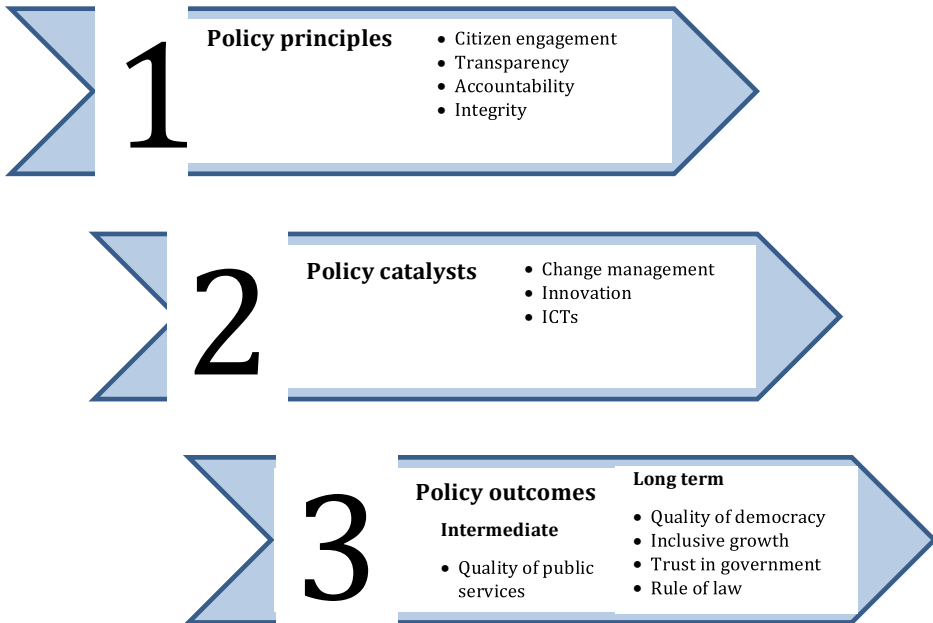 1
Policy principles
• Citizen engagement
• Transparency
• Accountability
• Integrity
2
Policy catalysts
• Change management
• Innovation
• ICTs
3
Policy outcomes
Intermediate
• Quality of public
services
Long term
• Quality of democracy
• Inclusive growth
• Trust in government
• Rule of law